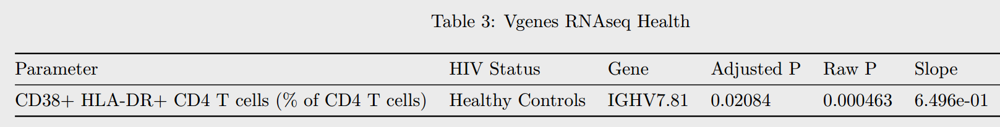 Table 3: Vgenes RNAseq Health
Parameter HIV Status Gene Adjusted P Raw P Slope
CD38+ HLA-DR+ CD4 T cells (% of CD4 T cells) Healthy Controls IGHV7.81 0.02084 0.000463 6.496e-01